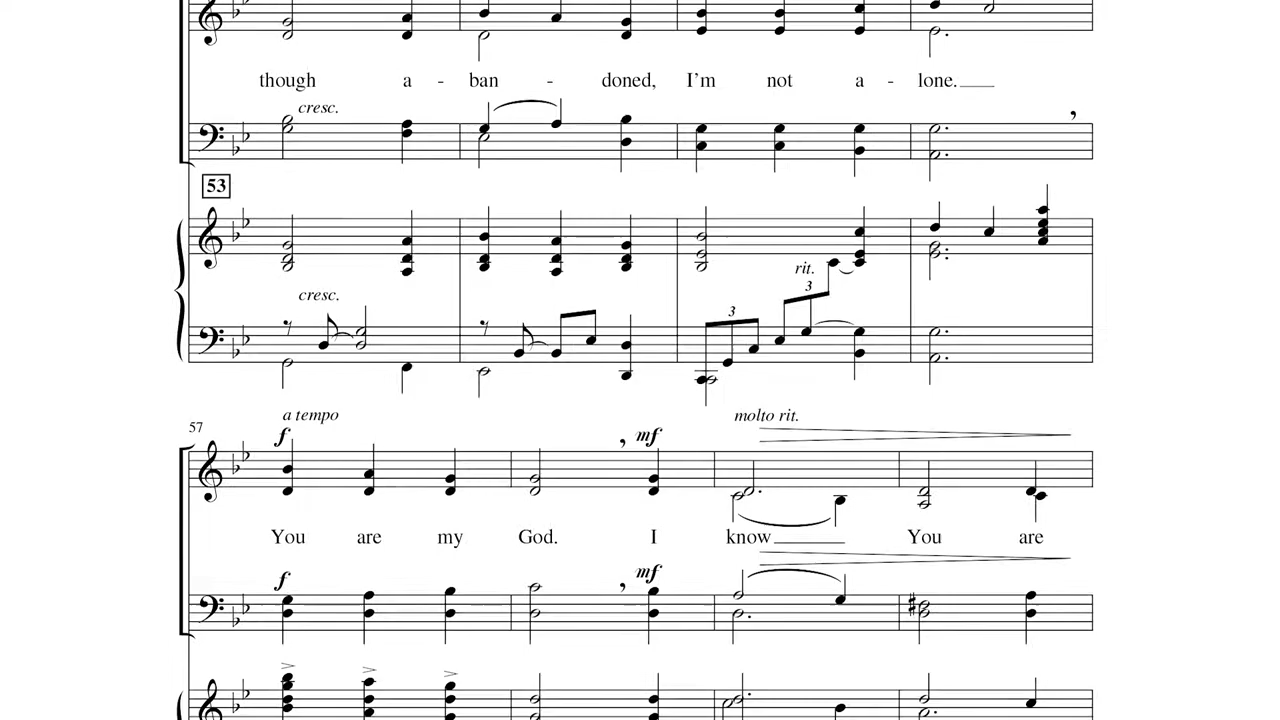 though a - ban - doned, I'm not a - lone.
cresc.
53
cresc.
rit.
3
3
a tempo
molto rit.
57
f
mf
You are my God. I know You are
f
mf